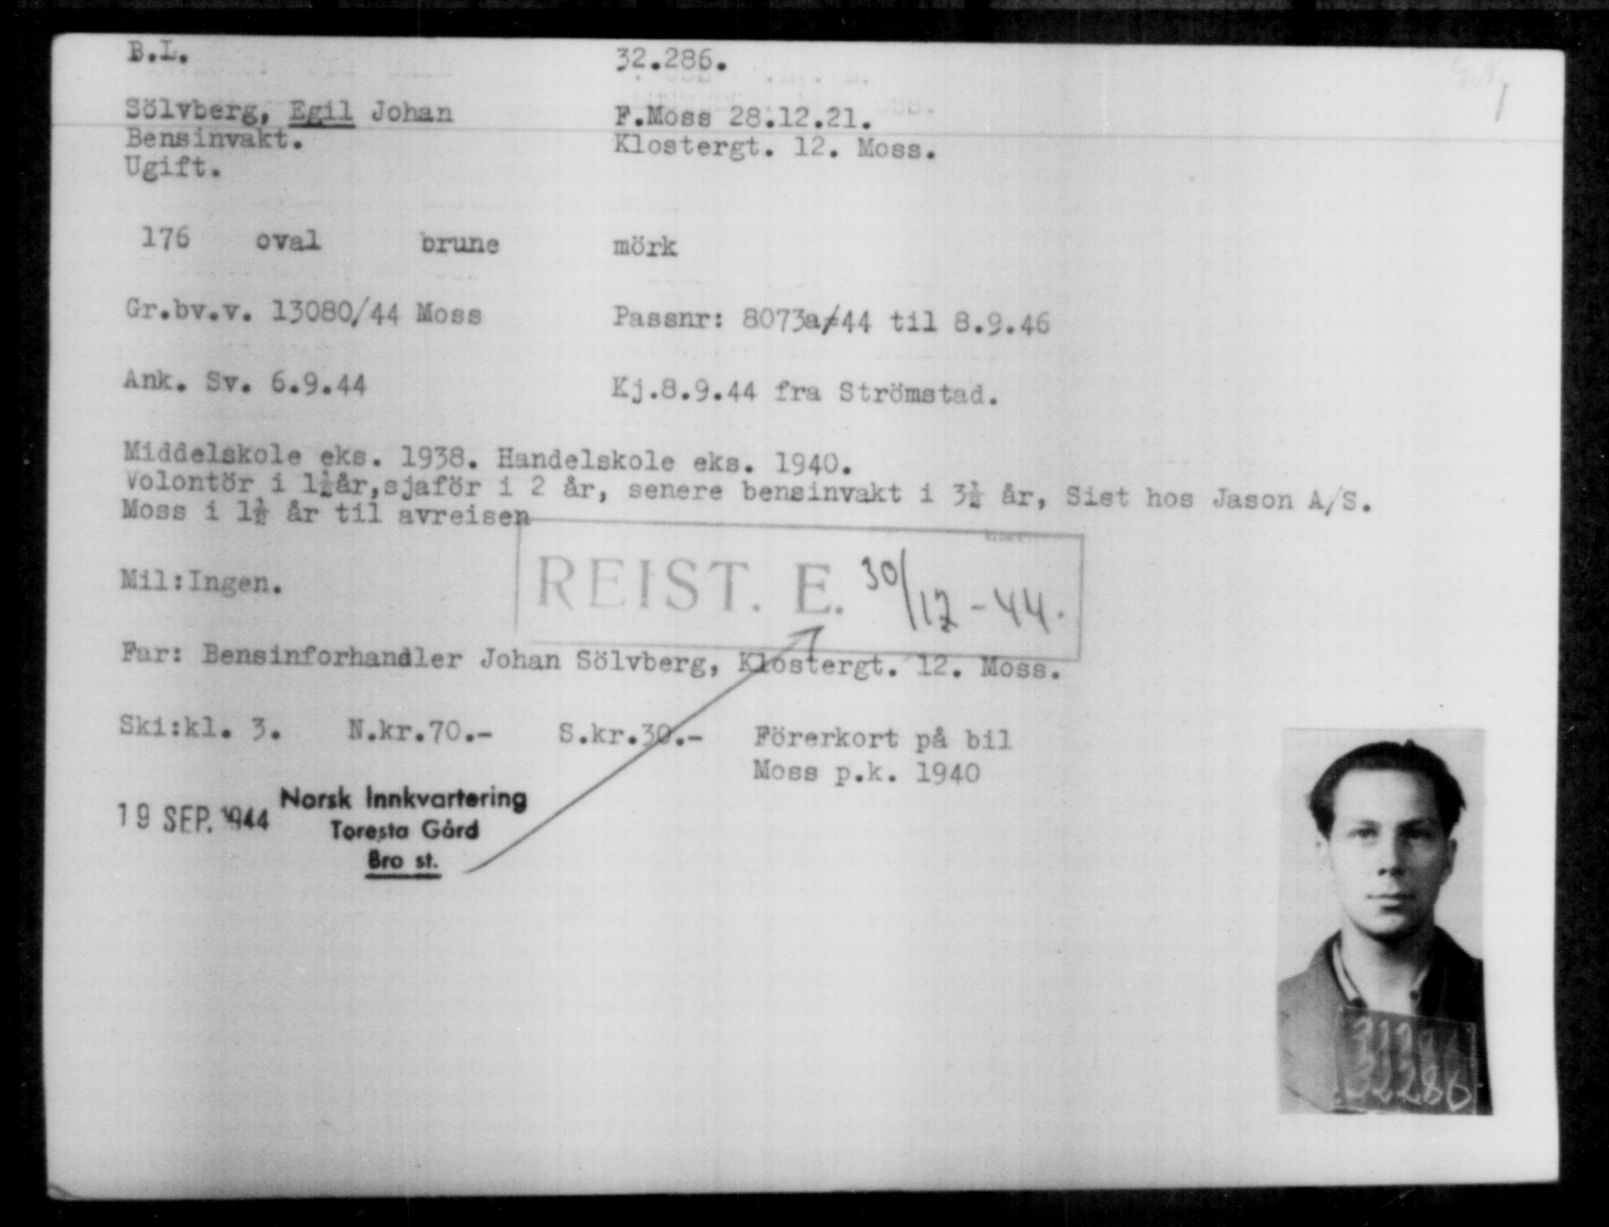 B.L. 32.286.
Sölvberg, Egil Johan F.Moss 28.12.21.
Bensinvakt. Klostergt. 12. Moss.
Ugift.
176 oval brune mörk
Gr.bv.v. 13080/44 Moss Passnr: 8073a/44 til 8.9.46
Ank. Sv. 6.9.44 Kj.8.9.44 fra Strömstad.
Middelskole eks. 1938. Handelskole eks. 1940.
Volontör i 1½år,sjaför i 2 år, senere bensinvakt i 3½ år, Sist hos Jason A/S.
Moss i 1½ år til avreisen
REIST. E. 30/12-44.
Mil:Ingen.
Far: Bensinforhandler Johan Sölvberg, Klostergt. 12. Moss.
Ski:kl. 3. N.kr.70.- S.kr.30.- Förerkort på bil
Moss p.k. 1940
19 SEP. 1944 Norsk Innkvartering
Toresta Gård
Bro st.
32286